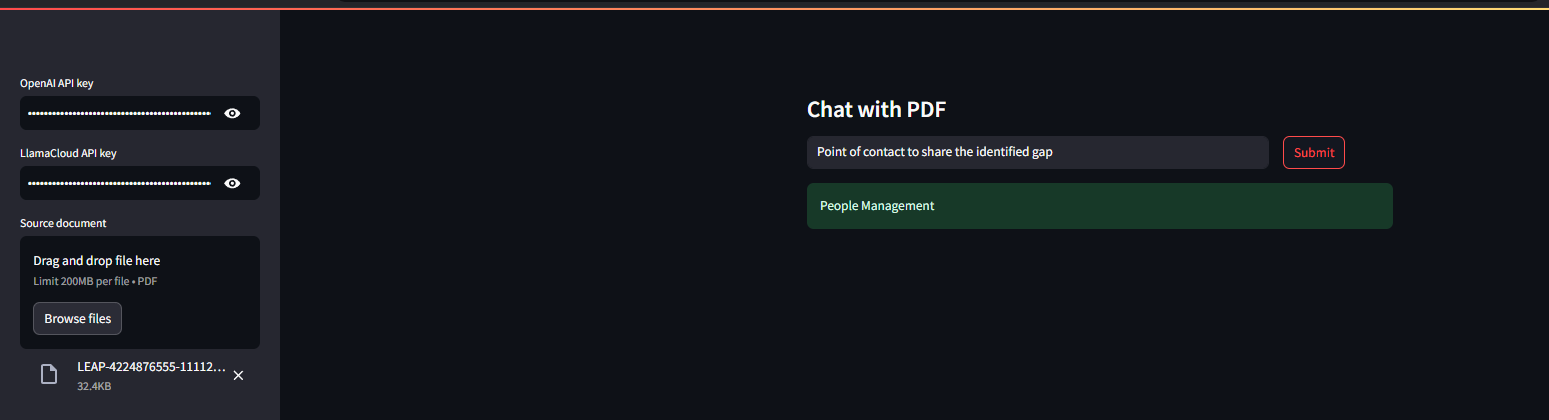 OpenAI API key
LlamaCloud API key
Source document
Drag and drop file here
Limit 200MB per file • PDF
Browse files
LEAP-4224876555-11112...
32.4KB
Chat with PDF
Point of contact to share the identified gap
Submit
People Management